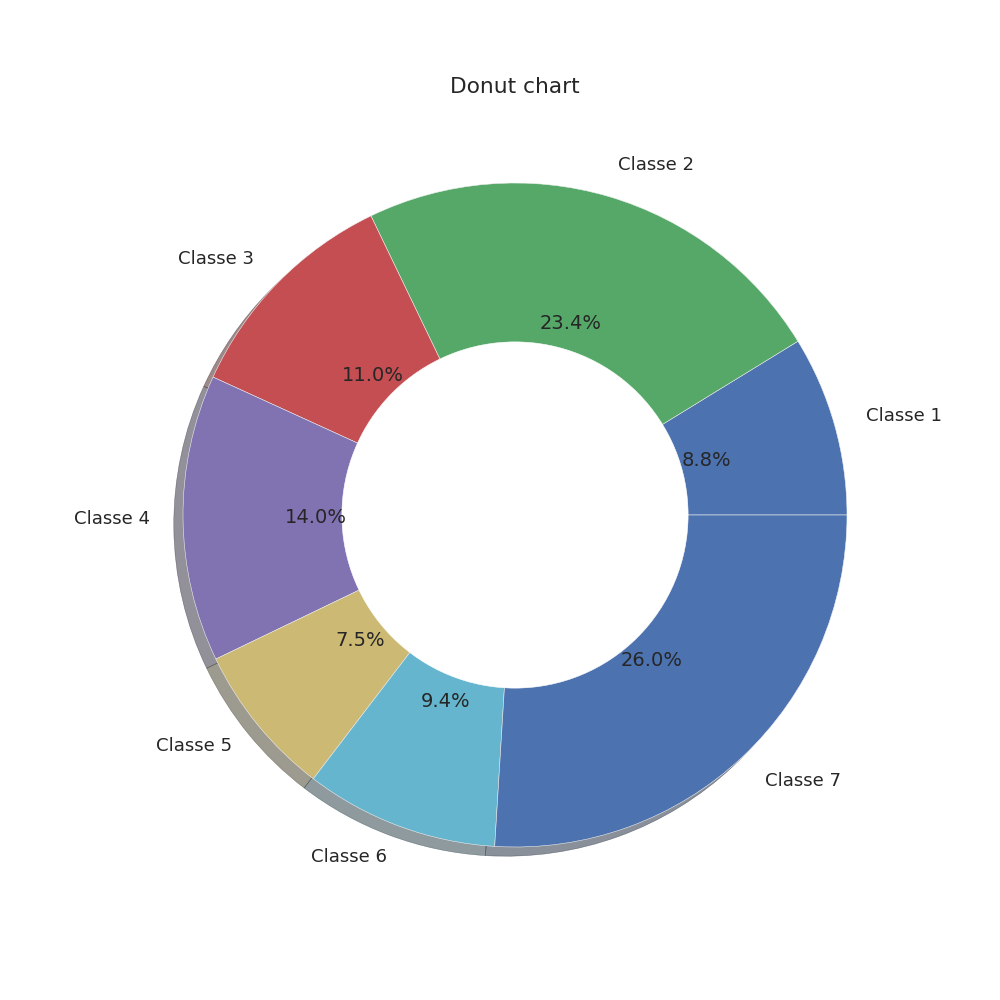 Donut chart
Classe 2
Classe 3
23.4%
11.0%
Classe 1
8.8%
Classe 4
14.0%
7.5%
26.0%
9.4%
Classe 5
Classe 7
Classe 6